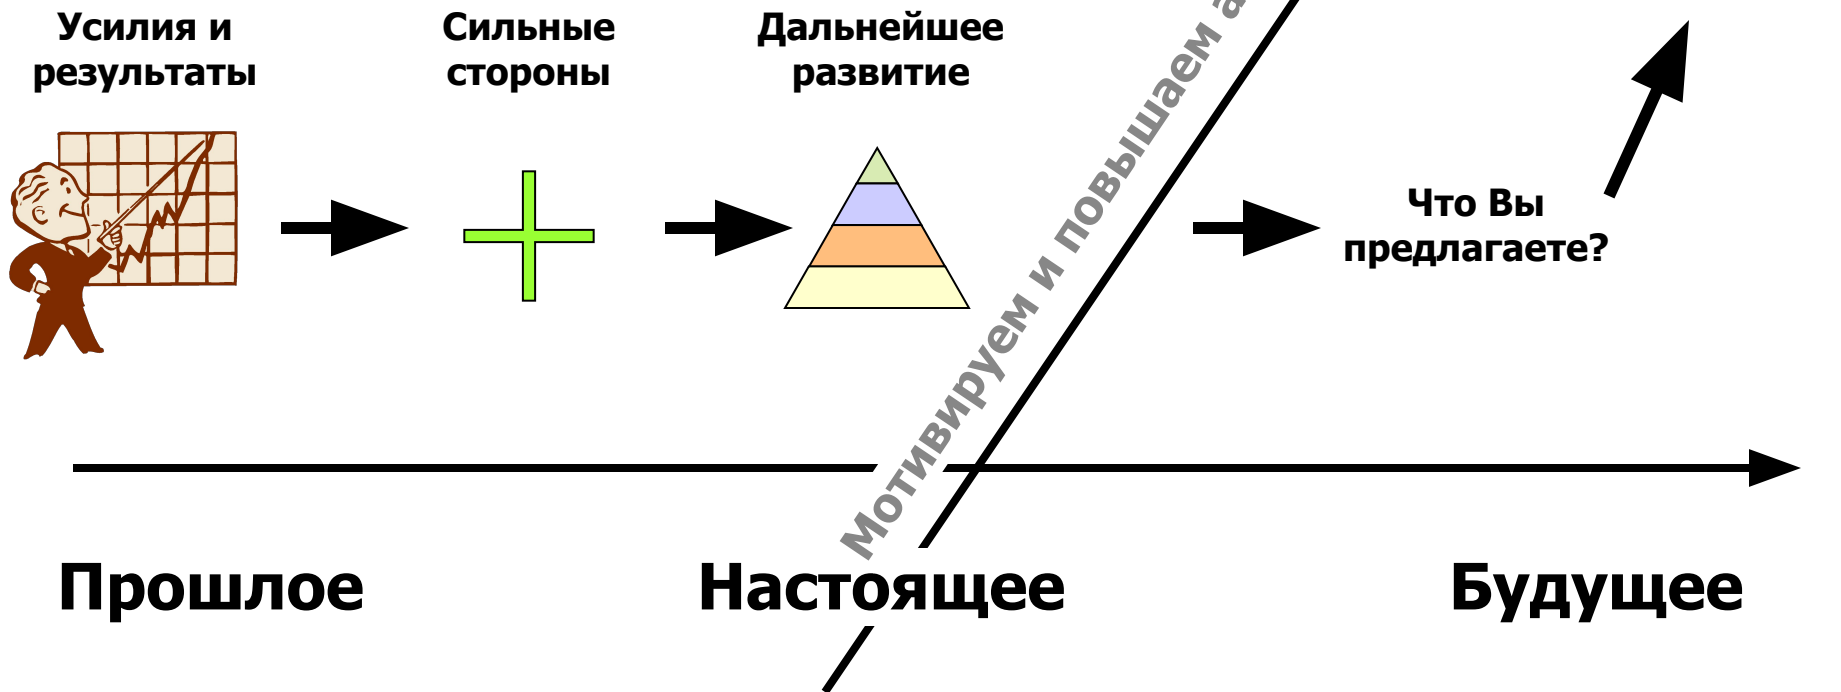 Усилия и
результаты
Сильные
стороны
Дальнейшее
развитие
Мотивируем и повышаем
Что Вы
предлагаете?
Прошлое
Настоящее
Будущее